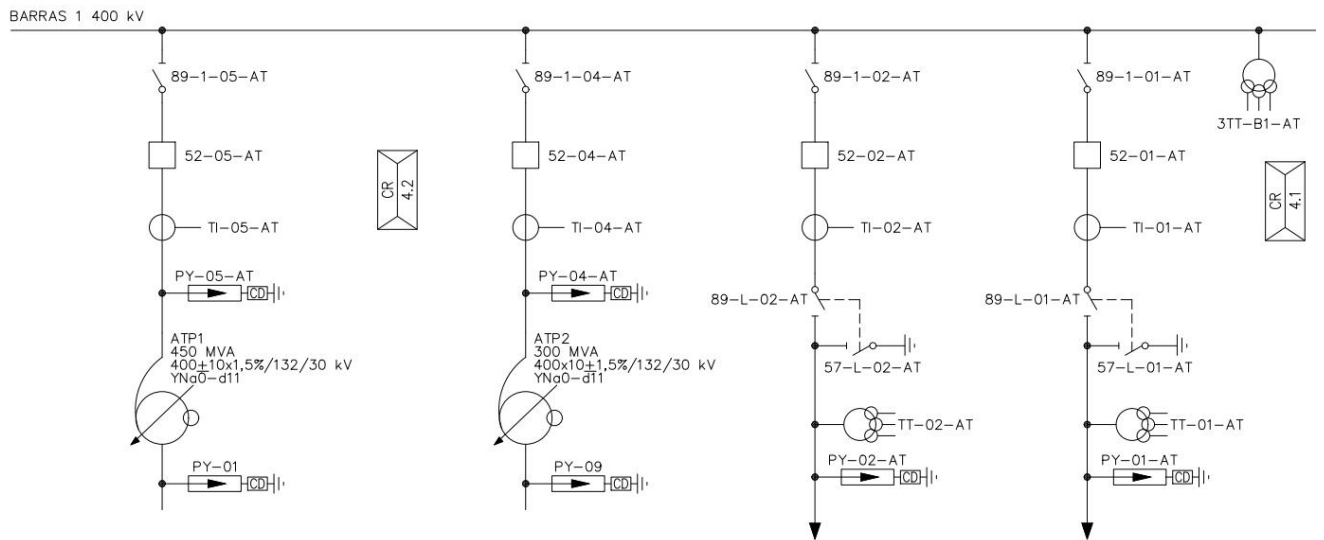 BARRAS 1 400 kV
89-1-05-AT
89-1-04-AT
89-1-02-AT
89-1-01-AT
3TT-B1-AT
52-05-AT
52-04-AT
52-02-AT
52-01-AT
CR
4.2
CR
4.1
TI-05-AT
TI-04-AT
TI-02-AT
TI-01-AT
PY-05-AT
CD
PY-04-AT
CD
89-L-02-AT
89-L-01-AT
ATP1
450 MVA
400±10x1,5%/132/30 kV
YNa0-d11
ATP2
300 MVA
400x10±1,5%/132/30 kV
YNa0-d11
57-L-02-AT
57-L-01-AT
TT-02-AT
TT-01-AT
PY-01
CD
PY-09
CD
PY-02-AT
CD
PY-01-AT
CD